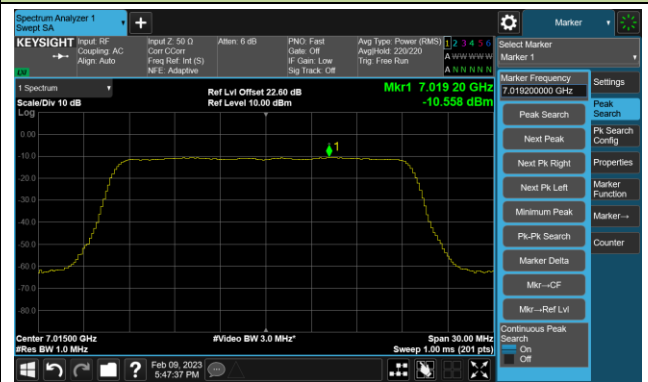 Spectrum Analyzer 1
Swept SA
+
Marker
KEYSIGHT
Input: RF
Coupling: AC
Align: Auto
Input Z: 50 Ω
Corr CCorr
Freq Ref: Int (S)
NFE: Adaptive
Atten: 6 dB
PNO: Fast
Gate: Off
IF Gain: Low
Sig Track: Off
Avg Type: Power (RMS)
Avg|Hold: 220/220
Trig: Free Run
1 2 3 4 5 6
A W W W W W
A N N N N N
LXI
Select Marker
Marker 1
1 Spectrum
Scale/Div 10 dB
Ref Lvl Offset 22.60 dB
Ref Level 10.00 dBm
Mkr1 7.019 20 GHz
-10.558 dBm
Marker Frequency
7.019200000 GHz
Settings
Peak Search
Next Peak
Next Pk Right
Next Pk Left
Minimum Peak
Pk-Pk Search
Marker Delta
Mkr→CF
Mkr→Ref Lvl
Continuous Peak
Search
On
Off
Peak
Search
Pk Search
Config
Properties
Marker
Function
Marker→
Counter
Log
0.00
-10.0
-20.0
-30.0
-40.0
-50.0
-60.0
-70.0
-80.0
1
Center 7.01500 GHz
#Res BW 1.0 MHz
#Video BW 3.0 MHz*
Span 30.00 MHz
Sweep 1.00 ms (201 pts)
?
Feb 09, 2023
5:47:37 PM